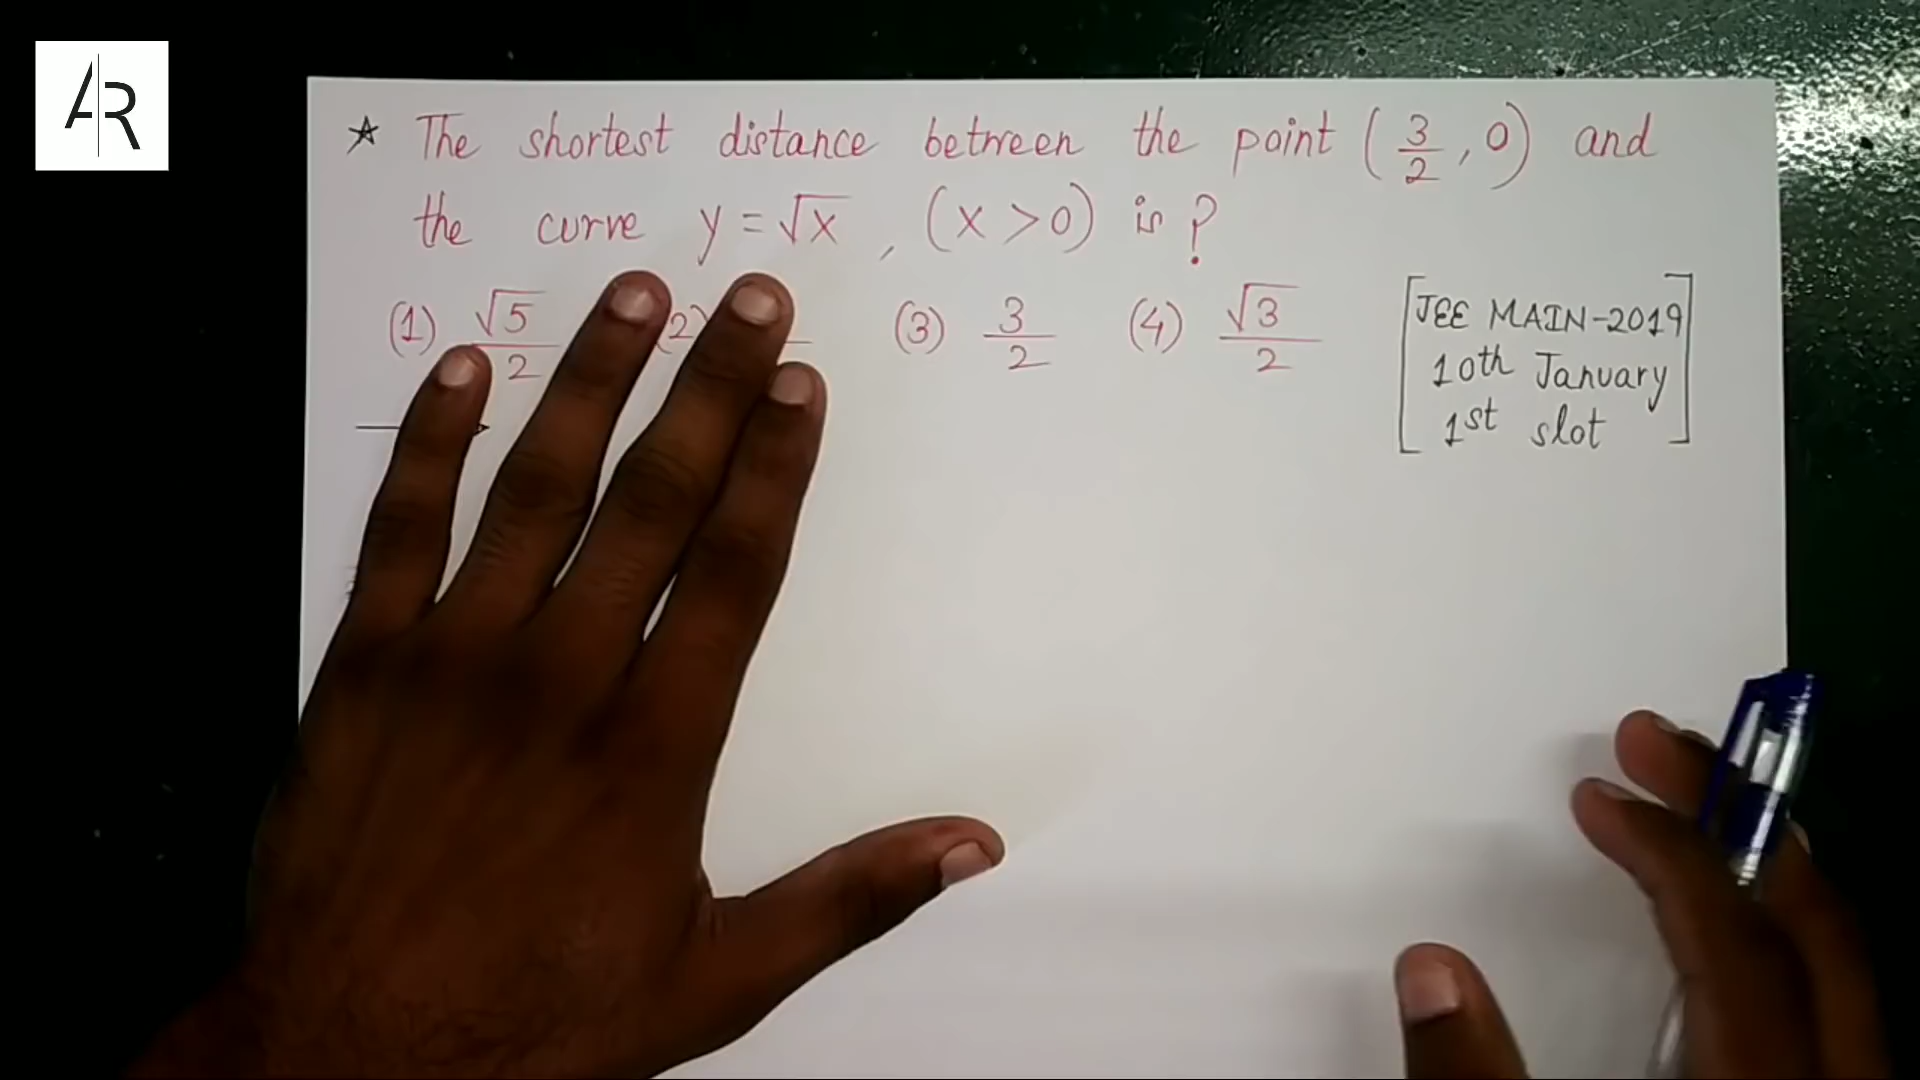 AR
★ The shortest distance between the point (3/2, 0) and
the curve y = √x , (x > 0) is ?
(1) √5/2 (2) (3) 3/2 (4) √3/2
[JEE MAIN-2019
10th January
1st slot]